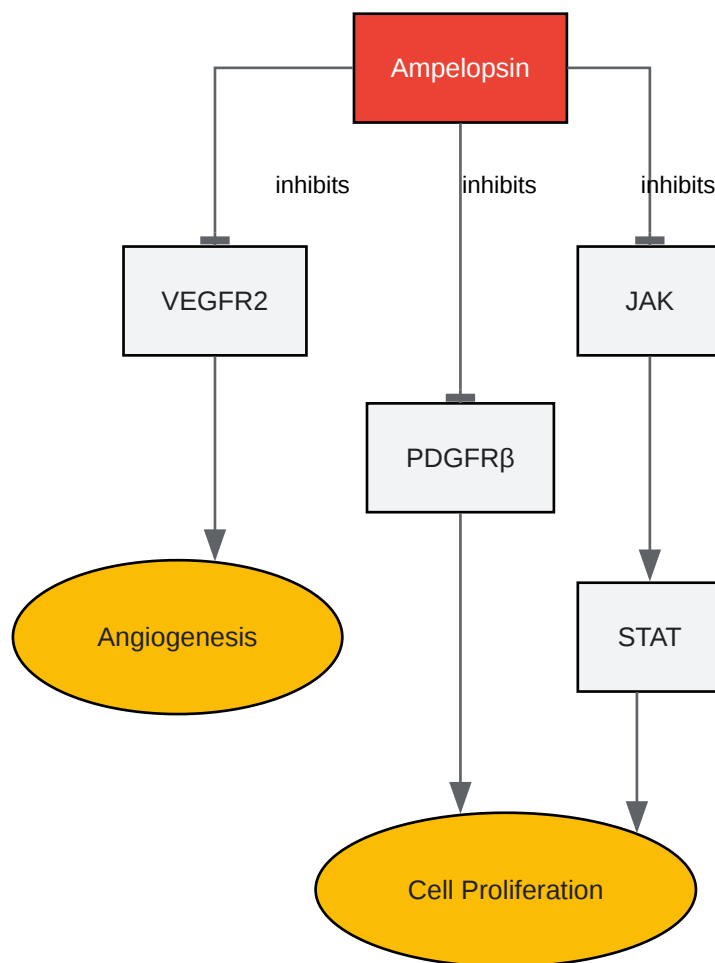 Ampelopsin
inhibits
inhibits
inhibits
VEGFR2
JAK
PDGFRβ
Angiogenesis
STAT
Cell Proliferation